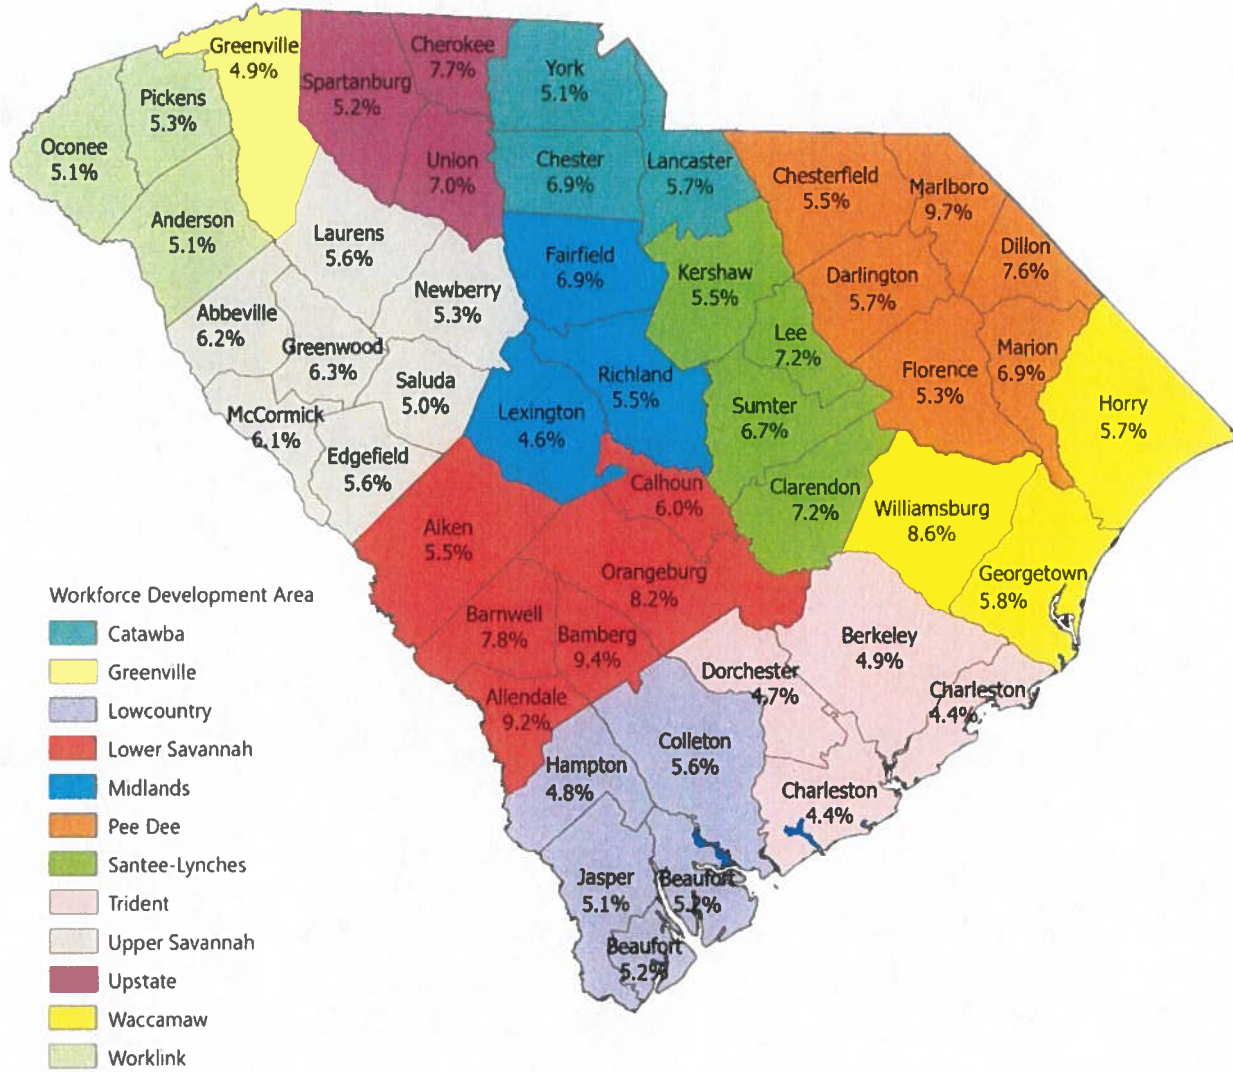 Greenville
4.9%
Cherokee
7.7%
Spartanburg
5.2%
York
5.1%
Pickens
5.3%
Oconee
5.1%
Union
7.0%
Chester
6.9%
Lancaster
5.7%
Chesterfield
5.5%
Marlboro
9.7%
Anderson
5.1%
Laurens
5.6%
Fairfield
6.9%
Kershaw
5.5%
Darlington
5.7%
Dillon
7.6%
Abbeville
6.2%
Newberry
5.3%
Greenwood
6.3%
Lee
7.2%
Marion
6.9%
Saluda
5.0%
Richland
5.5%
Florence
5.3%
McCormick
6.1%
Lexington
4.6%
Sumter
6.7%
Horry
5.7%
Edgefield
5.6%
Calhoun
6.0%
Clarendon
7.2%
Williamsburg
8.6%
Aiken
5.5%
Orangeburg
8.2%
Georgetown
5.8%
Barnwell
7.8%
Bamberg
9.4%
Berkeley
4.9%
Dorchester
4.7%
Charleston
4.4%
Allendale
9.2%
Colleton
5.6%
Hampton
4.8%
Charleston
4.4%
Jasper
5.1%
Beaufort
5.2%
Beaufort
5.2%
Workforce Development Area
Catawba
Greenville
Lowcountry
Lower Savannah
Midlands
Pee Dee
Santee-Lynches
Trident
Upper Savannah
Upstate
Waccamaw
Worklink